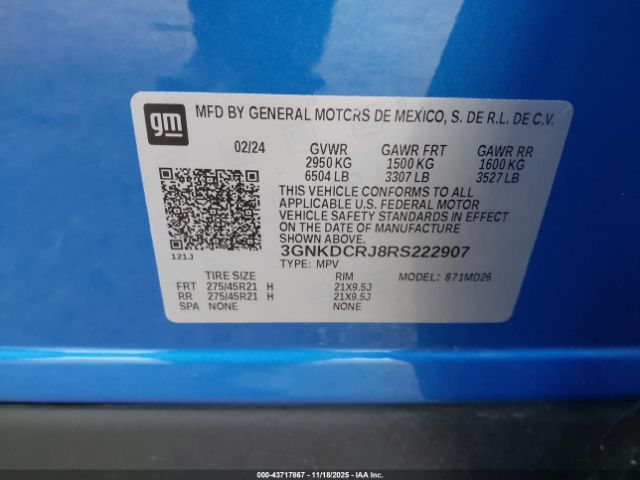 gm
MFD BY GENERAL MOTORS DE MEXICO, S. DE R.L. DE C.V.
02/24 GVWR GAWR FRT GAWR RR
2950 KG 1500 KG 1600 KG
6504 LB 3307 LB 3527 LB
THIS VEHICLE CONFORMS TO ALL
APPLICABLE U.S. FEDERAL MOTOR
VEHICLE SAFETY STANDARDS IN EFFECT
ON THE DATE OF MANUFACTURE
SHOWN ABOVE.
121J
3GNKDCRJ8RS222907
TYPE: MPV MODEL: 871MD26
TIRE SIZE RIM
FRT 275/45R21 H 21X9.5J
RR 275/45R21 H 21X9.5J
SPA NONE NONE
000-43717867 - 11/18/2025 - IAA Inc.